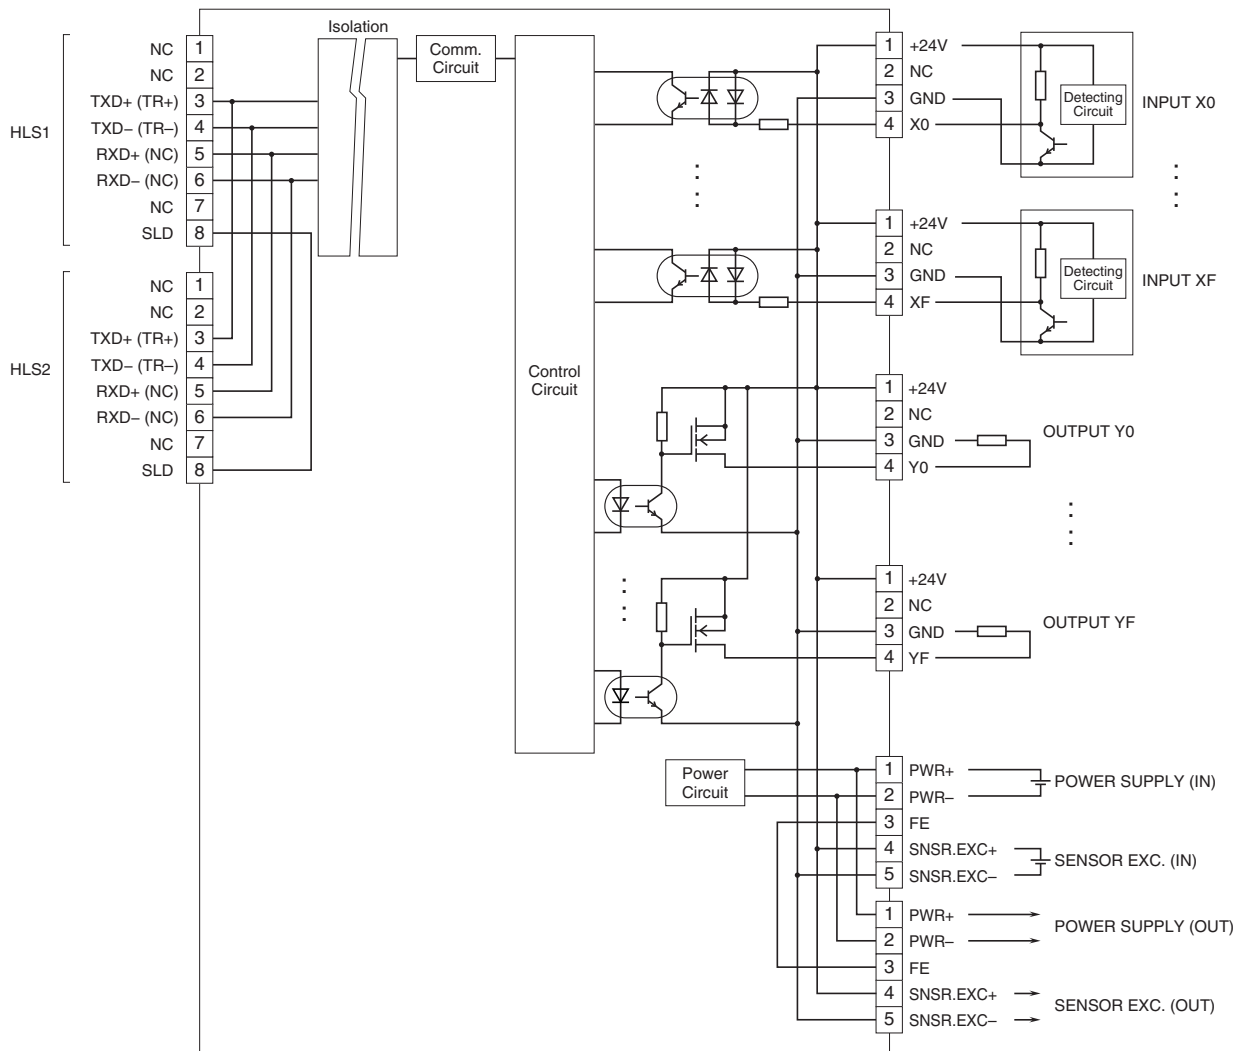 Isolation
Comm.
Circuit
Control
Circuit
HLS1
NC 1
NC 2
TXD+ (TR+) 3
TXD– (TR–) 4
RXD+ (NC) 5
RXD– (NC) 6
NC 7
SLD 8
HLS2
NC 1
NC 2
TXD+ (TR+) 3
TXD– (TR–) 4
RXD+ (NC) 5
RXD– (NC) 6
NC 7
SLD 8
1 +24V
2 NC
3 GND
4 X0
Detecting
Circuit
INPUT X0
1 +24V
2 NC
3 GND
4 XF
Detecting
Circuit
INPUT XF
1 +24V
2 NC
3 GND
4 Y0
OUTPUT Y0
1 +24V
2 NC
3 GND
4 YF
OUTPUT YF
Power
Circuit
1 PWR+
2 PWR–
3 FE
4 SNSR.EXC+
5 SNSR.EXC–
POWER SUPPLY (IN)
SENSOR EXC. (IN)
1 PWR+
2 PWR–
3 FE
4 SNSR.EXC+
5 SNSR.EXC–
POWER SUPPLY (OUT)
SENSOR EXC. (OUT)